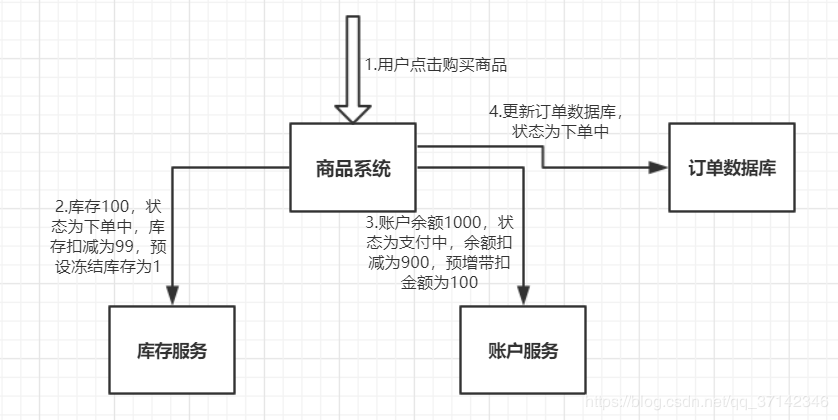 1.用户点击购买商品
4.更新订单数据库，
状态为下单中
商品系统
订单数据库
2.库存100，状
态为下单中，库
存扣减为99，预
设冻结库存为1
3.账户余额1000，状
态为支付中，余额扣
减为900，预增带扣
金额为100
库存服务
账户服务
https://blog.csdn.net/qq_37142346